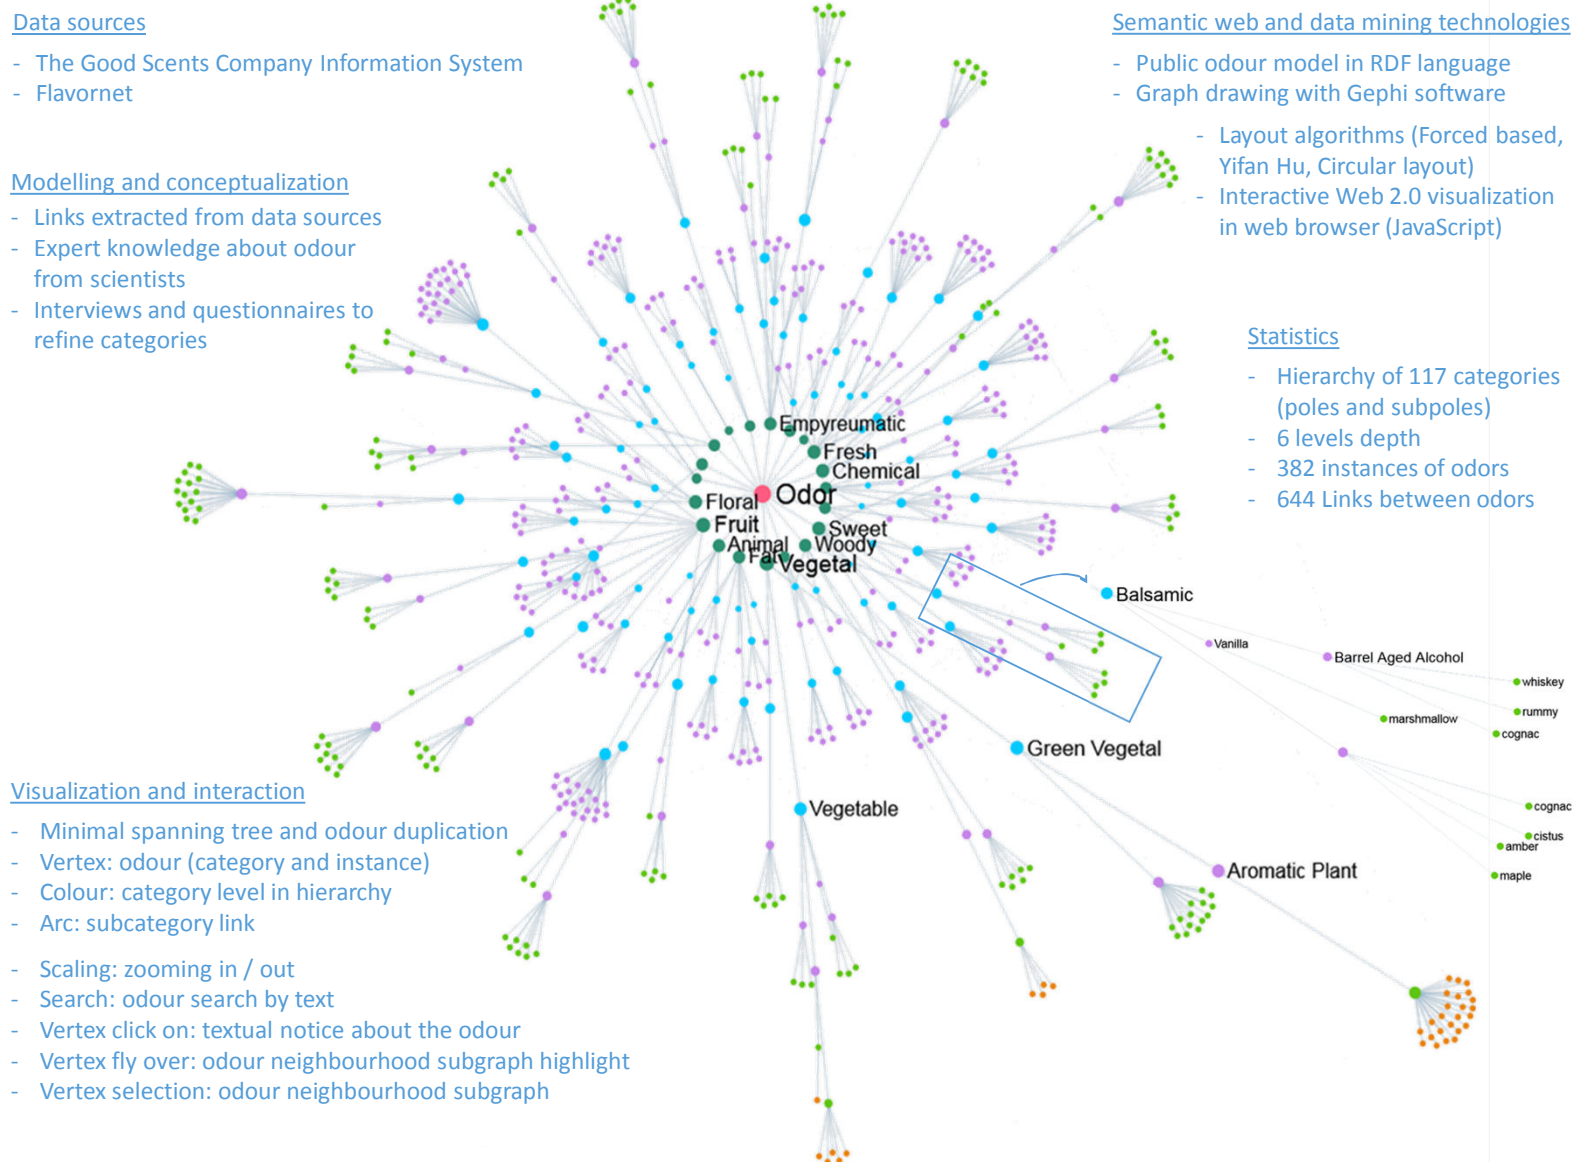 Data sources
- The Good Scents Company Information System
- Flavornet
Modelling and conceptualization
- Links extracted from data sources
- Expert knowledge about odour
from scientists
- Interviews and questionnaires to
refine categories
Semantic web and data mining technologies
- Public odour model in RDF language
- Graph drawing with Gephi software
- Layout algorithms (Forced based,
Yifan Hu, Circular layout)
- Interactive Web 2.0 visualization
in web browser (JavaScript)
Statistics
- Hierarchy of 117 categories
(poles and subpoles)
- 6 levels depth
- 382 instances of odors
- 644 Links between odors
Empyreumatic
Fresh
Chemical
Odor
Floral
Fruit
Sweet
Animal
Woody
Fat
Vegetal
Balsamic
Vanilla
Barrel Aged Alcohol
whiskey
rummy
marshmallow
cognac
Green Vegetal
cognac
cistus
amber
maple
Vegetable
Aromatic Plant
Visualization and interaction
- Minimal spanning tree and odour duplication
- Vertex: odour (category and instance)
- Colour: category level in hierarchy
- Arc: subcategory link
- Scaling: zooming in / out
- Search: odour search by text
- Vertex click on: textual notice about the odour
- Vertex fly over: odour neighbourhood subgraph highlight
- Vertex selection: odour neighbourhood subgraph